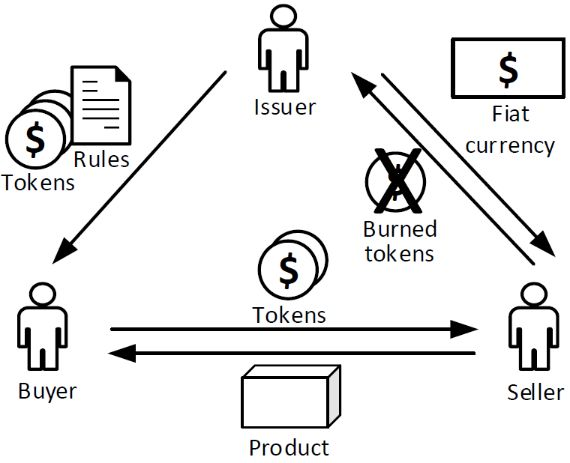 $
Issuer
Fiat
currency
$
Rules
Tokens
$
Burned
tokens
$
Tokens
Buyer
Seller
Product